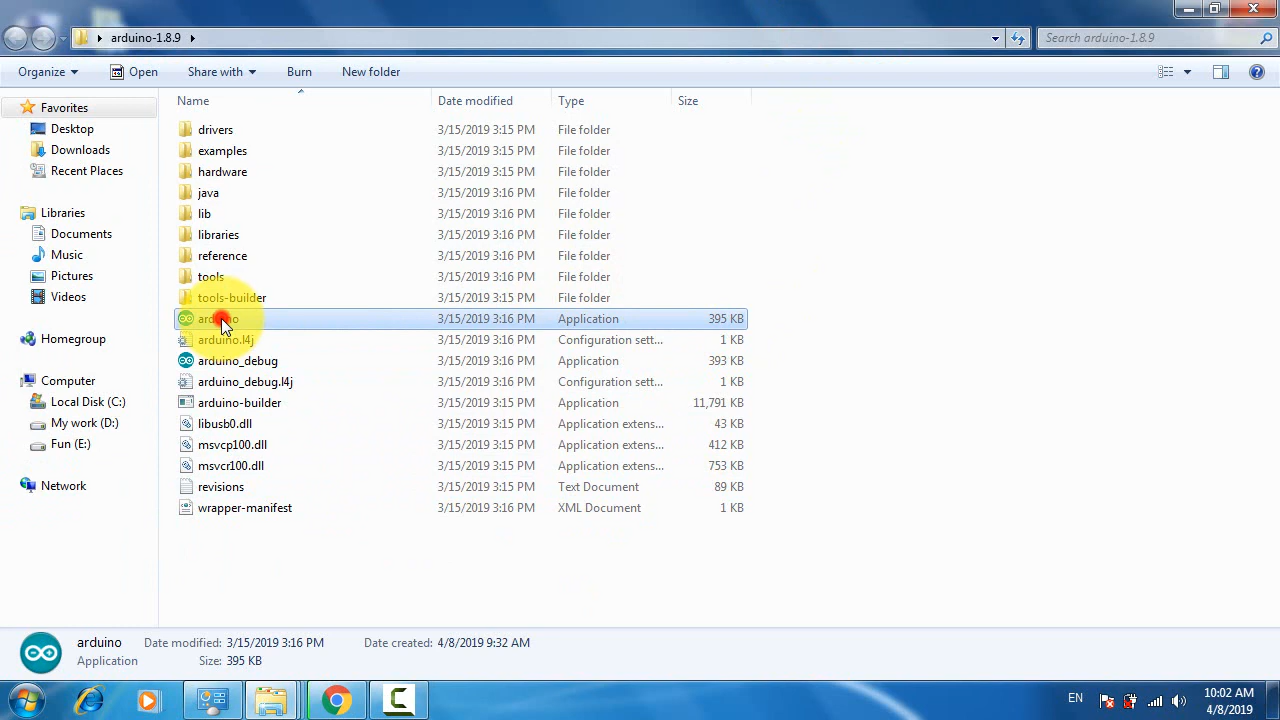 arduino-1.8.9
Search arduino-1.8.9
Organize Open Share with Burn New folder
Name Date modified Type Size
Favorites
Desktop
Downloads
Recent Places
Libraries
Documents
Music
Pictures
Videos
Homegroup
Computer
Local Disk (C:)
My work (D:)
Fun (E:)
Network
drivers 3/15/2019 3:15 PM File folder
examples 3/15/2019 3:15 PM File folder
hardware 3/15/2019 3:15 PM File folder
java 3/15/2019 3:16 PM File folder
lib 3/15/2019 3:16 PM File folder
libraries 3/15/2019 3:16 PM File folder
reference 3/15/2019 3:16 PM File folder
tools 3/15/2019 3:16 PM File folder
tools-builder 3/15/2019 3:15 PM File folder
arduino 3/15/2019 3:16 PM Application 395 KB
arduino.l4j 3/15/2019 3:16 PM Configuration sett... 1 KB
arduino_debug 3/15/2019 3:16 PM Application 393 KB
arduino_debug.l4j 3/15/2019 3:16 PM Configuration sett... 1 KB
arduino-builder 3/15/2019 3:16 PM Application 11,791 KB
libusb0.dll 3/15/2019 3:15 PM Application extens... 43 KB
msvcp100.dll 3/15/2019 3:15 PM Application extens... 412 KB
msvcr100.dll 3/15/2019 3:15 PM Application extens... 753 KB
revisions 3/15/2019 3:15 PM Text Document 89 KB
wrapper-manifest 3/15/2019 3:16 PM XML Document 1 KB
arduino Date modified: 3/15/2019 3:16 PM Date created: 4/8/2019 9:32 AM
Application Size: 395 KB
EN
10:02 AM
4/8/2019